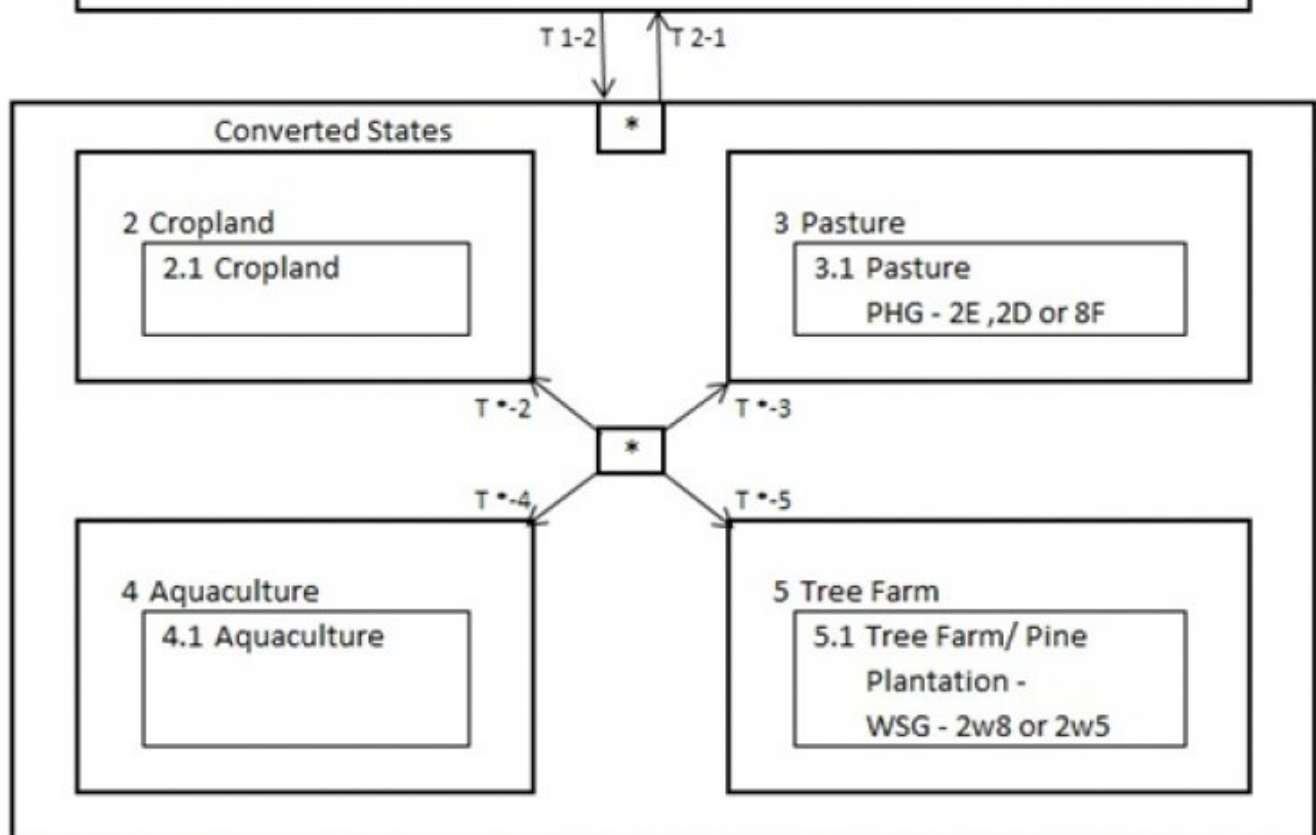 T 1-2
T 2-1
*
Converted States
2 Cropland
2.1 Cropland
3 Pasture
3.1 Pasture
PHG - 2E ,2D or 8F
T *-2
T *-3
*
T *-4
T *-5
4 Aquaculture
4.1 Aquaculture
5 Tree Farm
5.1 Tree Farm/ Pine
Plantation -
WSG - 2w8 or 2w5